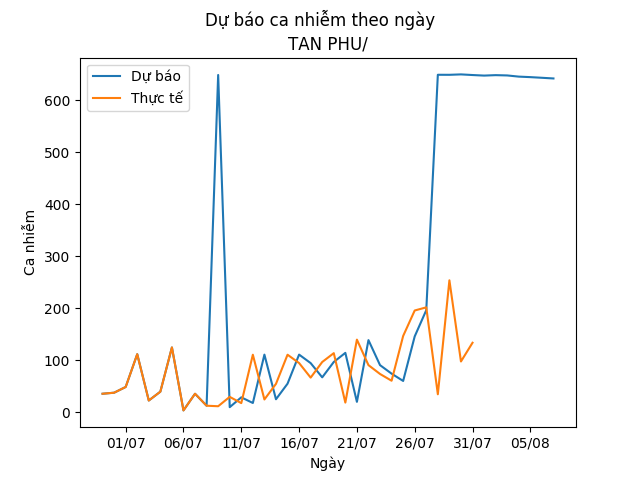 Dự báo ca nhiễm theo ngày
TAN PHU/
Dự báo
Thực tế
Ca nhiễm
600
500
400
300
200
100
0
01/07 06/07 11/07 16/07 21/07 26/07 31/07 05/08
Ngày